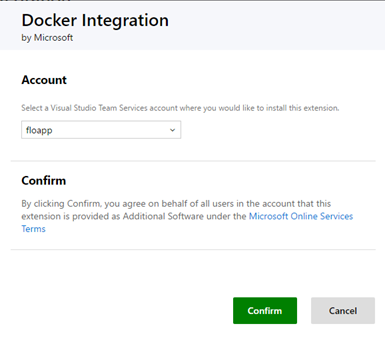 Docker Integration
by Microsoft
Account
Select a Visual Studio Team Services account where you would like to install this extension.
floapp
Confirm
By clicking Confirm, you agree on behalf of all users in the account that this
extension is provided as Additional Software under the Microsoft Online Services
Terms
Confirm Cancel